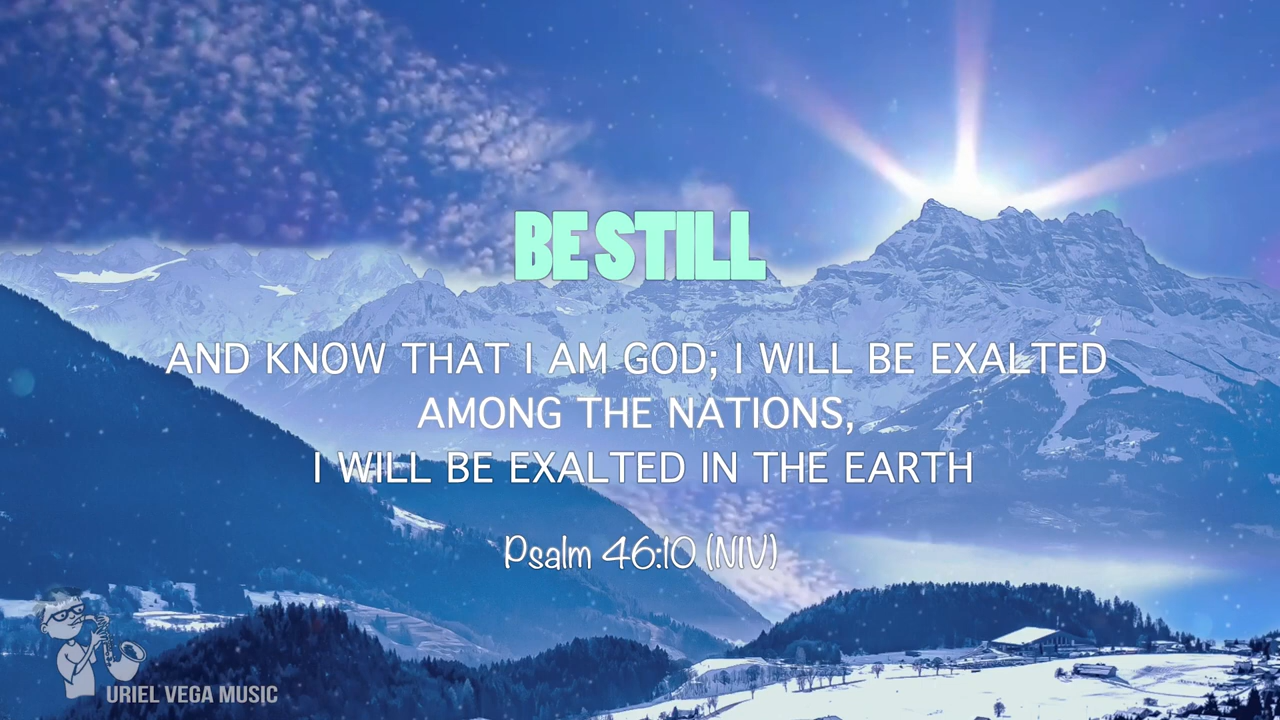 BE STILL
AND KNOW THAT I AM GOD; I WILL BE EXALTED
AMONG THE NATIONS,
I WILL BE EXALTED IN THE EARTH
Psalm 46:10 (NIV)
URIEL VEGA MUSIC